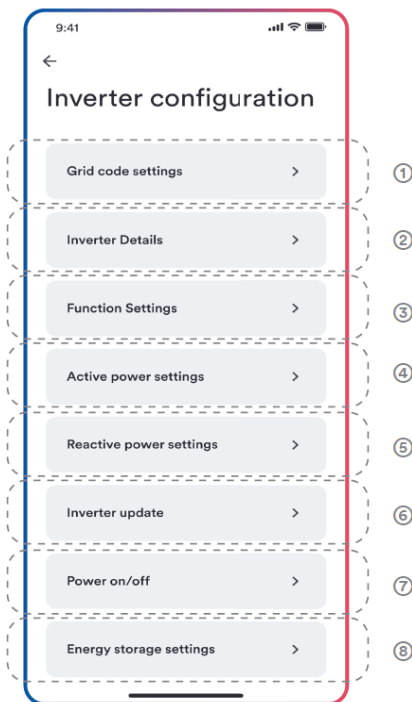 9:41
Inverter configuration
Grid code settings
1
Inverter Details
2
Function Settings
3
Active power settings
4
Reactive power settings
5
Inverter update
6
Power on/off
7
Energy storage settings
8